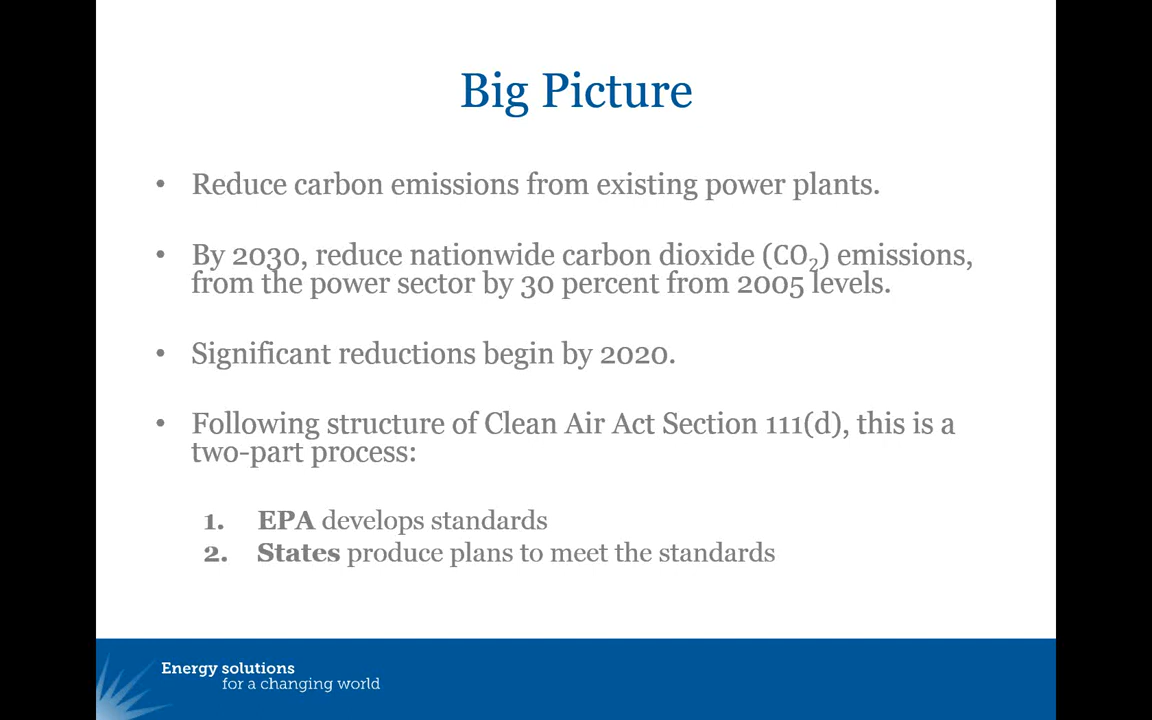 Big Picture
• Reduce carbon emissions from existing power plants.
• By 2030, reduce nationwide carbon dioxide (CO₂) emissions,
from the power sector by 30 percent from 2005 levels.
• Significant reductions begin by 2020.
• Following structure of Clean Air Act Section 111(d), this is a
two-part process:
1. EPA develops standards
2. States produce plans to meet the standards
Energy solutions
for a changing world